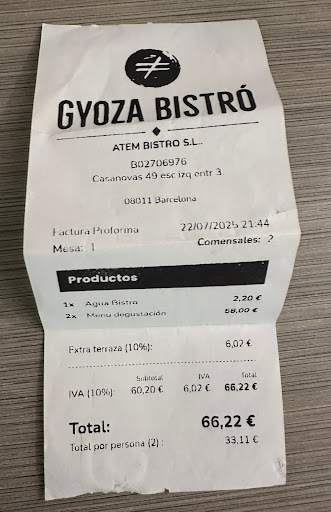 GYOZA BISTRÓ
ATEM BISTRO S.L..
B02706976
Casanovas 49 esc izq entr 3.
08011 Barcelona
Factura Proforma 22/07/2025 21:44
Mesa: 1 Comensales: 2
Productos
1x Agua Bistro 2,20 €
2x Menu degustación 58,00 €
Extra terraza (10%): 6,02 €
Subtotal IVA Total
IVA (10%): 60,20 € 6,02 € 66,22 €
Total: 66,22 €
Total por persona (2) : 33,11 €